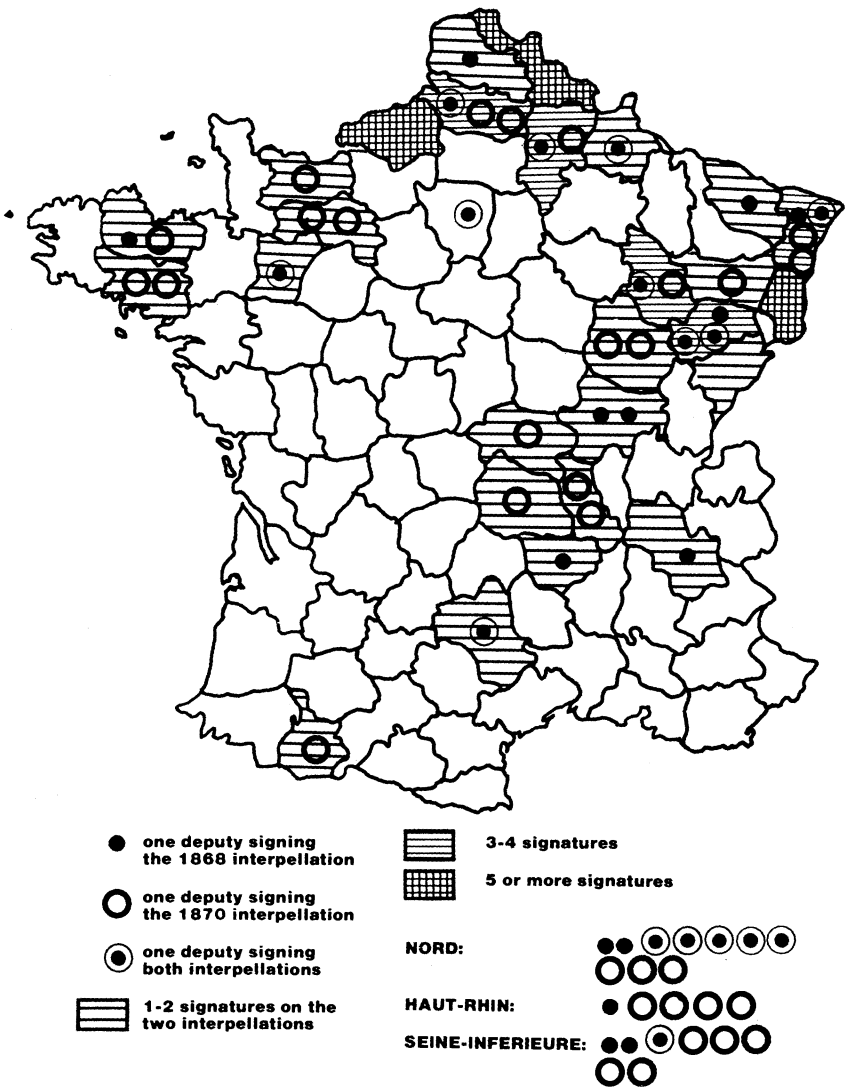 one deputy signing
the 1868 interpellation
one deputy signing
the 1870 interpellation
one deputy signing
both interpellations
1-2 signatures on the
two interpellations
3-4 signatures
5 or more signatures
NORD:
HAUT-RHIN:
SEINE-INFERIEURE: